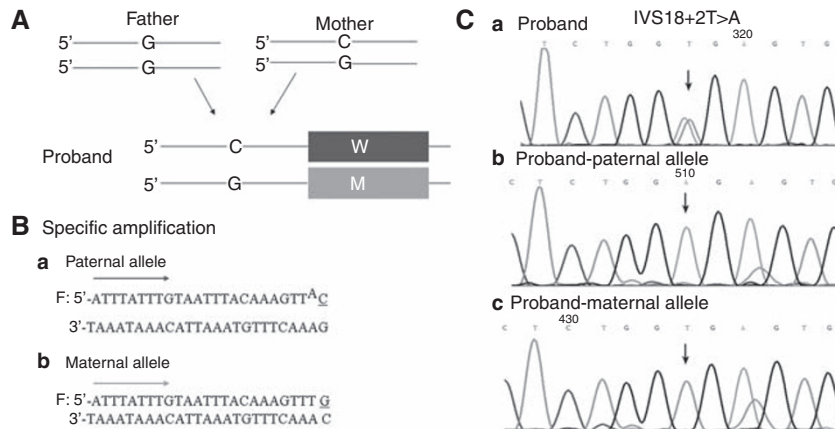 A
Father
Mother
5' G
5' G
5' C
5' G
Proband
5' C W
5' G M
B Specific amplification
a Paternal allele
F: 5'-ATTTATTTGTAATTTACAAAGTTAC
3'-TAAATAAACATTAAATGTTTCAAAG
b Maternal allele
F: 5'-ATTTATTTGTAATTTACAAAGTTT G
3'-TAAATAAACATTAAATGTTTCAAA C
C
a Proband IVS18+2T>A
320
T C T G G T G A G T G
b Proband-paternal allele
510
C T C T G G A G A G T G
c Proband-maternal allele
430
C T C T G G T G A G T G